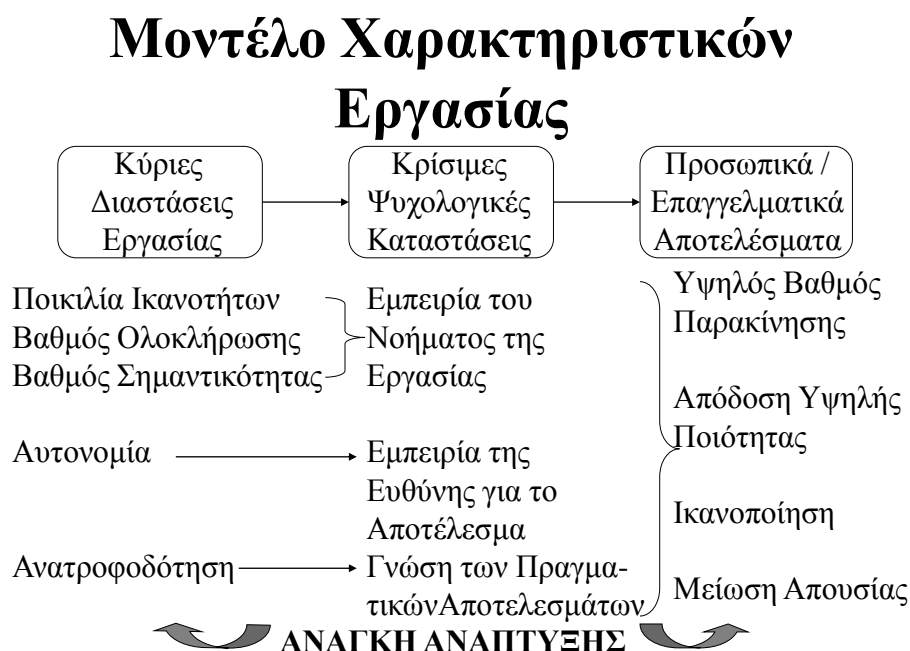 Μοντέλο Χαρακτηριστικών
Εργασίας
Κύριες
Διαστάσεις
Εργασίας
Κρίσιμες
Ψυχολογικές
Καταστάσεις
Προσωπικά /
Επαγγελματικά
Αποτελέσματα
Ποικιλία Ικανοτήτων
Βαθμός Ολοκλήρωσης
Βαθμός Σημαντικότητας
Εμπειρία του
Νοήματος της
Εργασίας
Αυτονομία
Εμπειρία της
Ευθύνης για το
Αποτέλεσμα
Ανατροφοδότηση
Γνώση των Πραγμα-
τικώνΑποτελεσμάτων
Υψηλός Βαθμός
Παρακίνησης
Απόδοση Υψηλής
Ποιότητας
Ικανοποίηση
Μείωση Απουσίας
ΑΝΑΓΚΗ ΑΝΑΠΤΥΞΗΣ